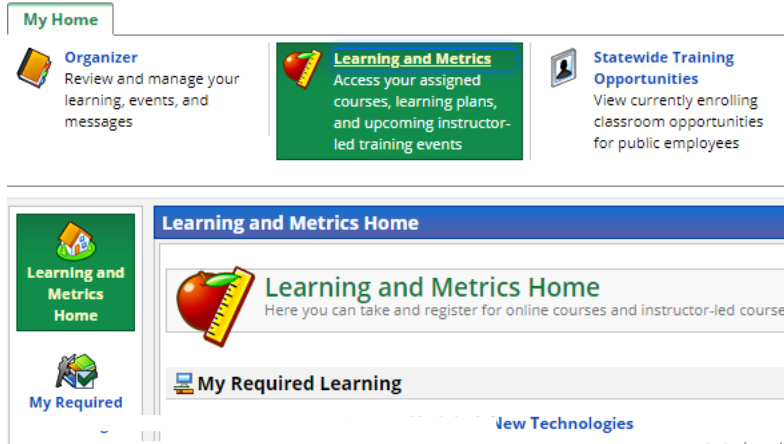 My Home
Organizer
Review and manage your
learning, events, and
messages
Learning and Metrics
Access your assigned
courses, learning plans,
and upcoming instructor-
led training events
Statewide Training
Opportunities
View currently enrolling
classroom opportunities
for public employees
Learning and
Metrics
Home
My Required
Learning and Metrics Home
Learning and Metrics Home
Here you can take and register for online courses and instructor-led course
My Required Learning
New Technologies